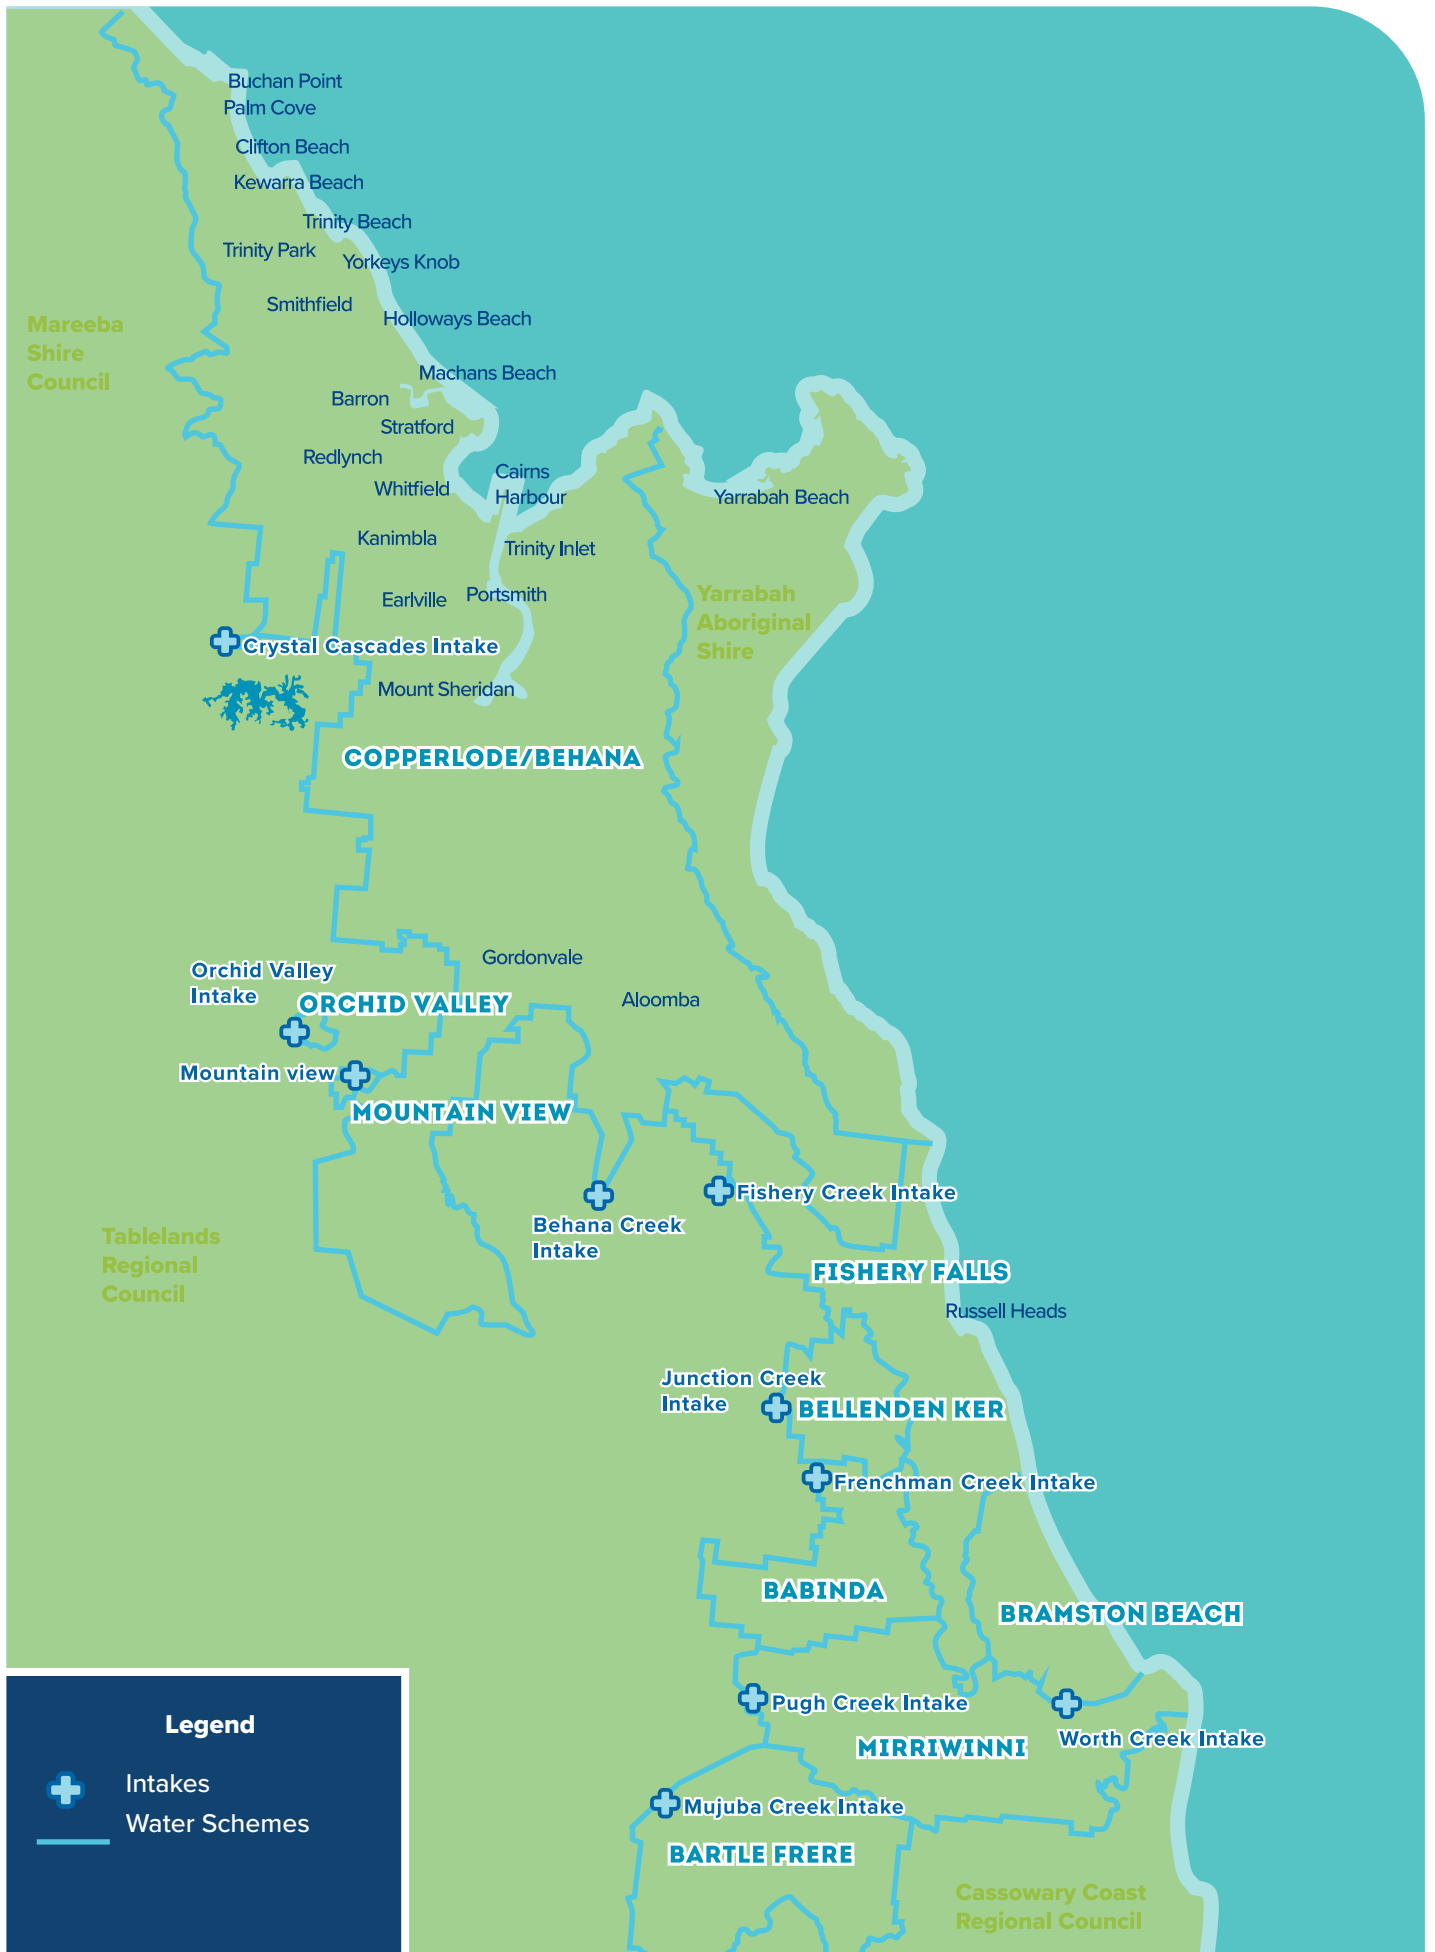 Buchan Point
Palm Cove
Clifton Beach
Kewarra Beach
Trinity Beach
Trinity Park
Yorkeys Knob
Smithfield
Holloways Beach
Mareeba
Shire
Council
Machans Beach
Barron
Stratford
Redlynch
Whitfield
Cairns
Harbour
Yarrabah Beach
Kanimbla
Trinity Inlet
Earlville
Portsmith
Yarrabah
Aboriginal
Shire
Crystal Cascades Intake
Mount Sheridan
COPPERLODE/BEHANA
Gordonvale
Aloomba
Orchid Valley
Intake
ORCHID VALLEY
Mountain view
MOUNTAIN VIEW
Fishery Creek Intake
Behana Creek
Intake
Tablelands
Regional
Council
FISHERY FALLS
Russell Heads
Junction Creek
Intake
BELLENDEN KER
Frenchman Creek Intake
BABINDA
BRAMSTON BEACH
Pugh Creek Intake
Worth Creek Intake
MIRRIWINNI
Mujuba Creek Intake
BARTLE FRERE
Cassowary Coast
Regional Council
Legend
Intakes
Water Schemes